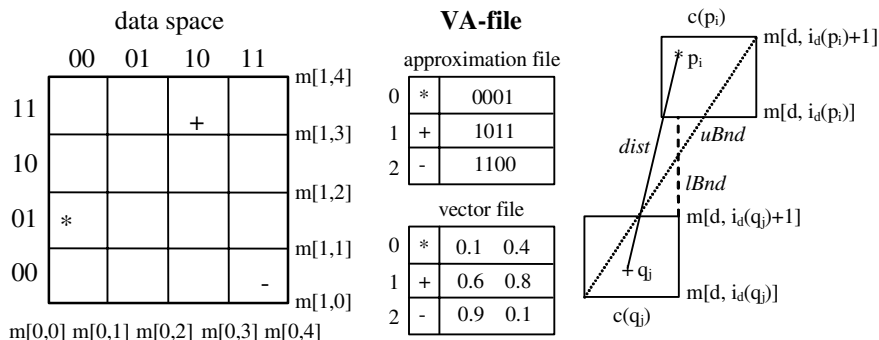 data space
00 01 10 11
11
10
01
00
*
+
-
m[1,4]
m[1,3]
m[1,2]
m[1,1]
m[1,0]
m[0,0] m[0,1] m[0,2] m[0,3] m[0,4]
VA-file
approximation file
0 * 0001
1 + 1011
2 - 1100
vector file
0 * 0.1 0.4
1 + 0.6 0.8
2 - 0.9 0.1
c(pi)
m[d, id(pi)+1]
* pi
m[d, id(pi)]
uBnd
dist
lBnd
m[d, id(qj)+1]
+ qj
m[d, id(qj)]
c(qj)